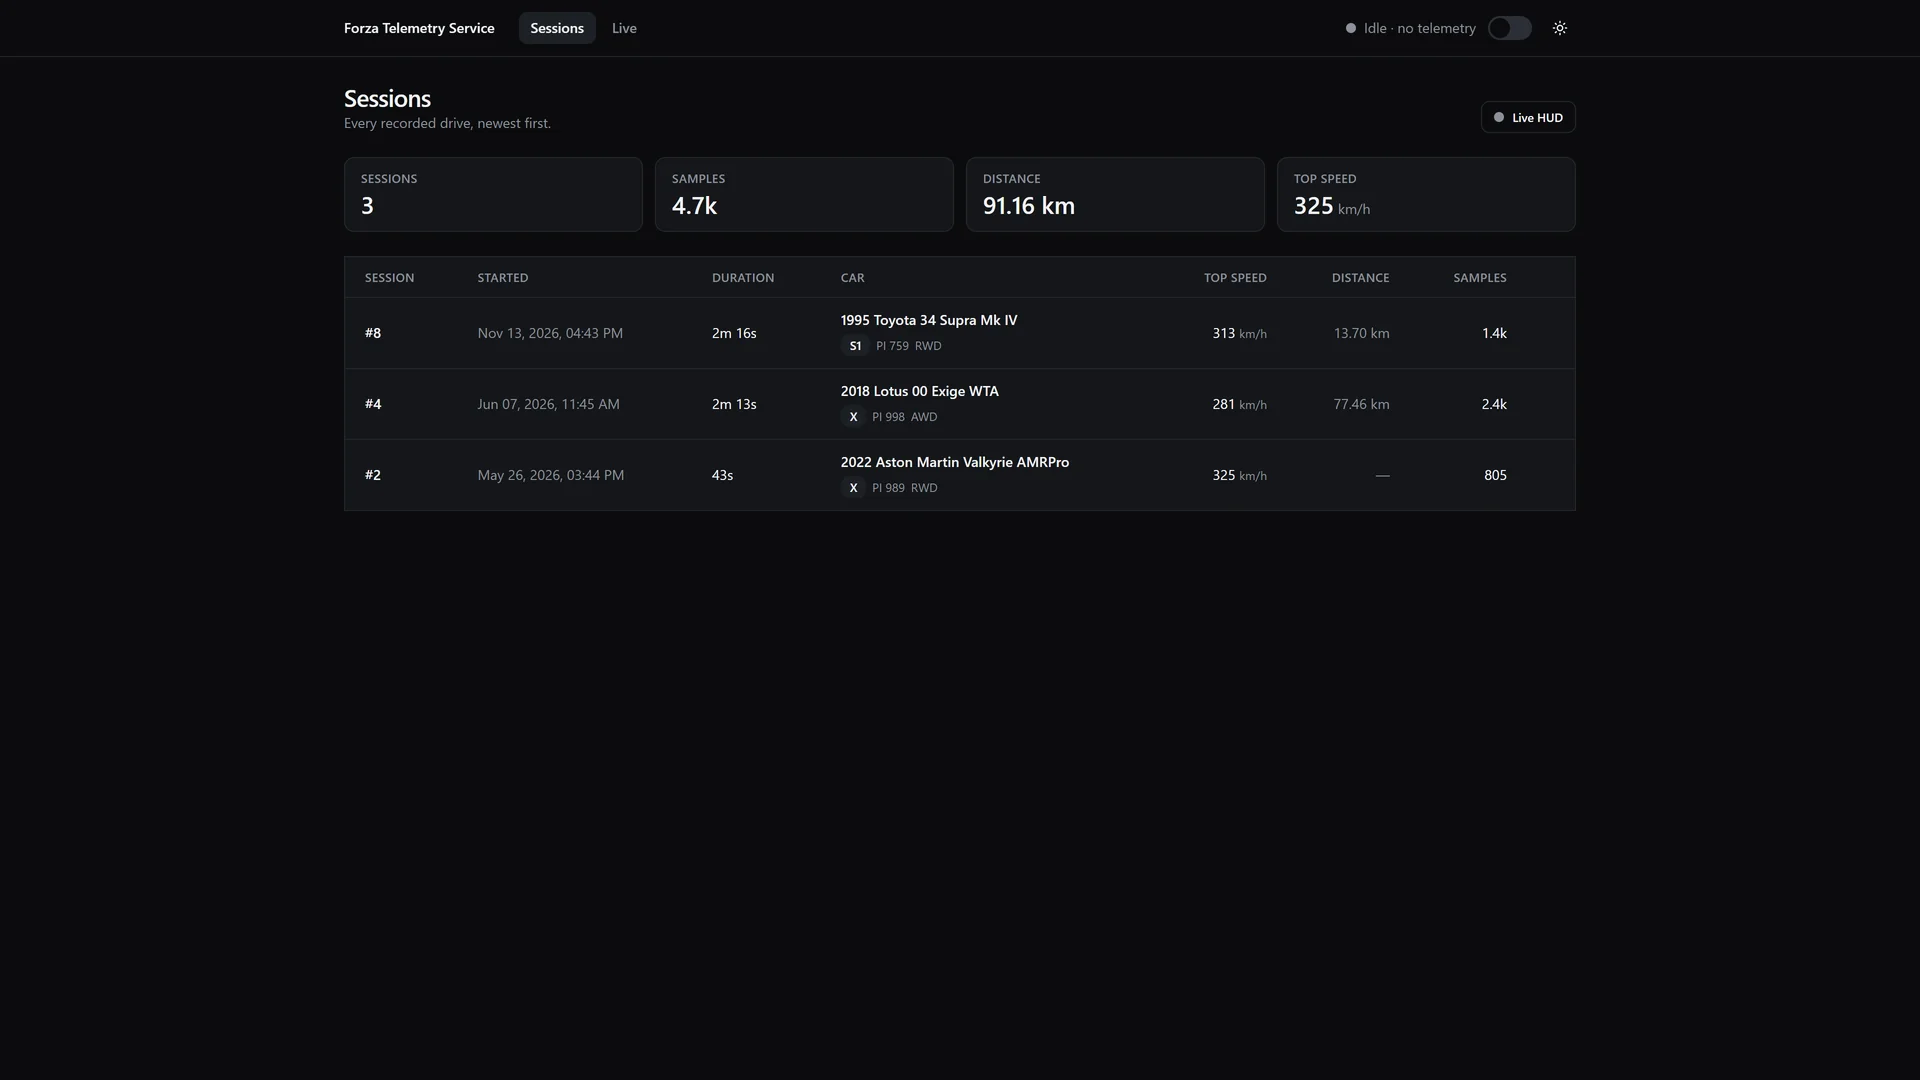 Forza Telemetry Service Sessions Live Idle · no telemetry
Sessions
Every recorded drive, newest first.
Live HUD
SESSIONS SAMPLES DISTANCE TOP SPEED
3 4.7k 91.16 km 325 km/h
SESSION STARTED DURATION CAR TOP SPEED DISTANCE SAMPLES
1995 Toyota 34 Supra Mk IV
#8 Nov 13, 2026, 04:43 PM 2m 16s 313 km/h 13.70 km 1.4k
S1 PI 759 RWD
2018 Lotus 00 Exige WTA
#4 Jun 07, 2026, 11:45 AM 2m 13s 281 km/h 77.46 km 2.4k
X PI 998 AWD
2022 Aston Martin Valkyrie AMRPro
#2 May 26, 2026, 03:44 PM 43s 325 km/h — 805
X PI 989 RWD